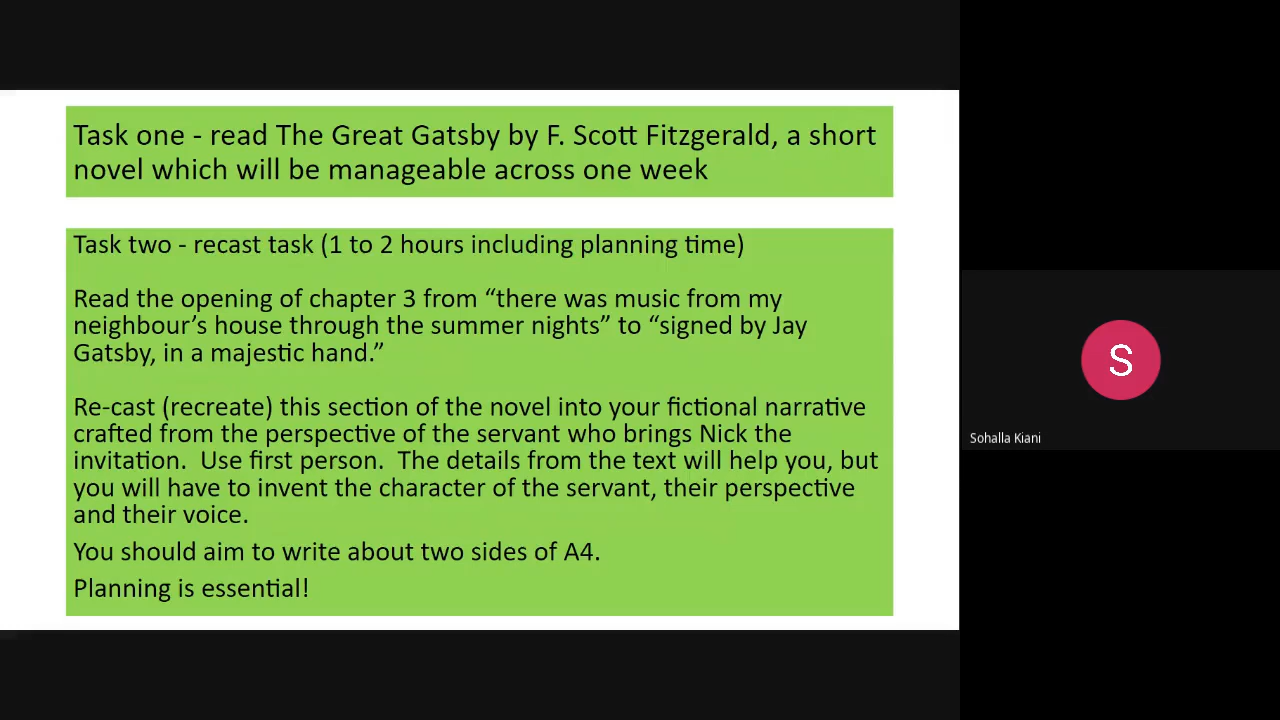 Task one - read The Great Gatsby by F. Scott Fitzgerald, a short
novel which will be manageable across one week
Task two - recast task (1 to 2 hours including planning time)
Read the opening of chapter 3 from “there was music from my
neighbour’s house through the summer nights” to “signed by Jay
Gatsby, in a majestic hand.”
Re-cast (recreate) this section of the novel into your fictional narrative
crafted from the perspective of the servant who brings Nick the
invitation.  Use first person.  The details from the text will help you, but
you will have to invent the character of the servant, their perspective
and their voice.
You should aim to write about two sides of A4.
Planning is essential!
S
Sohalla Kiani